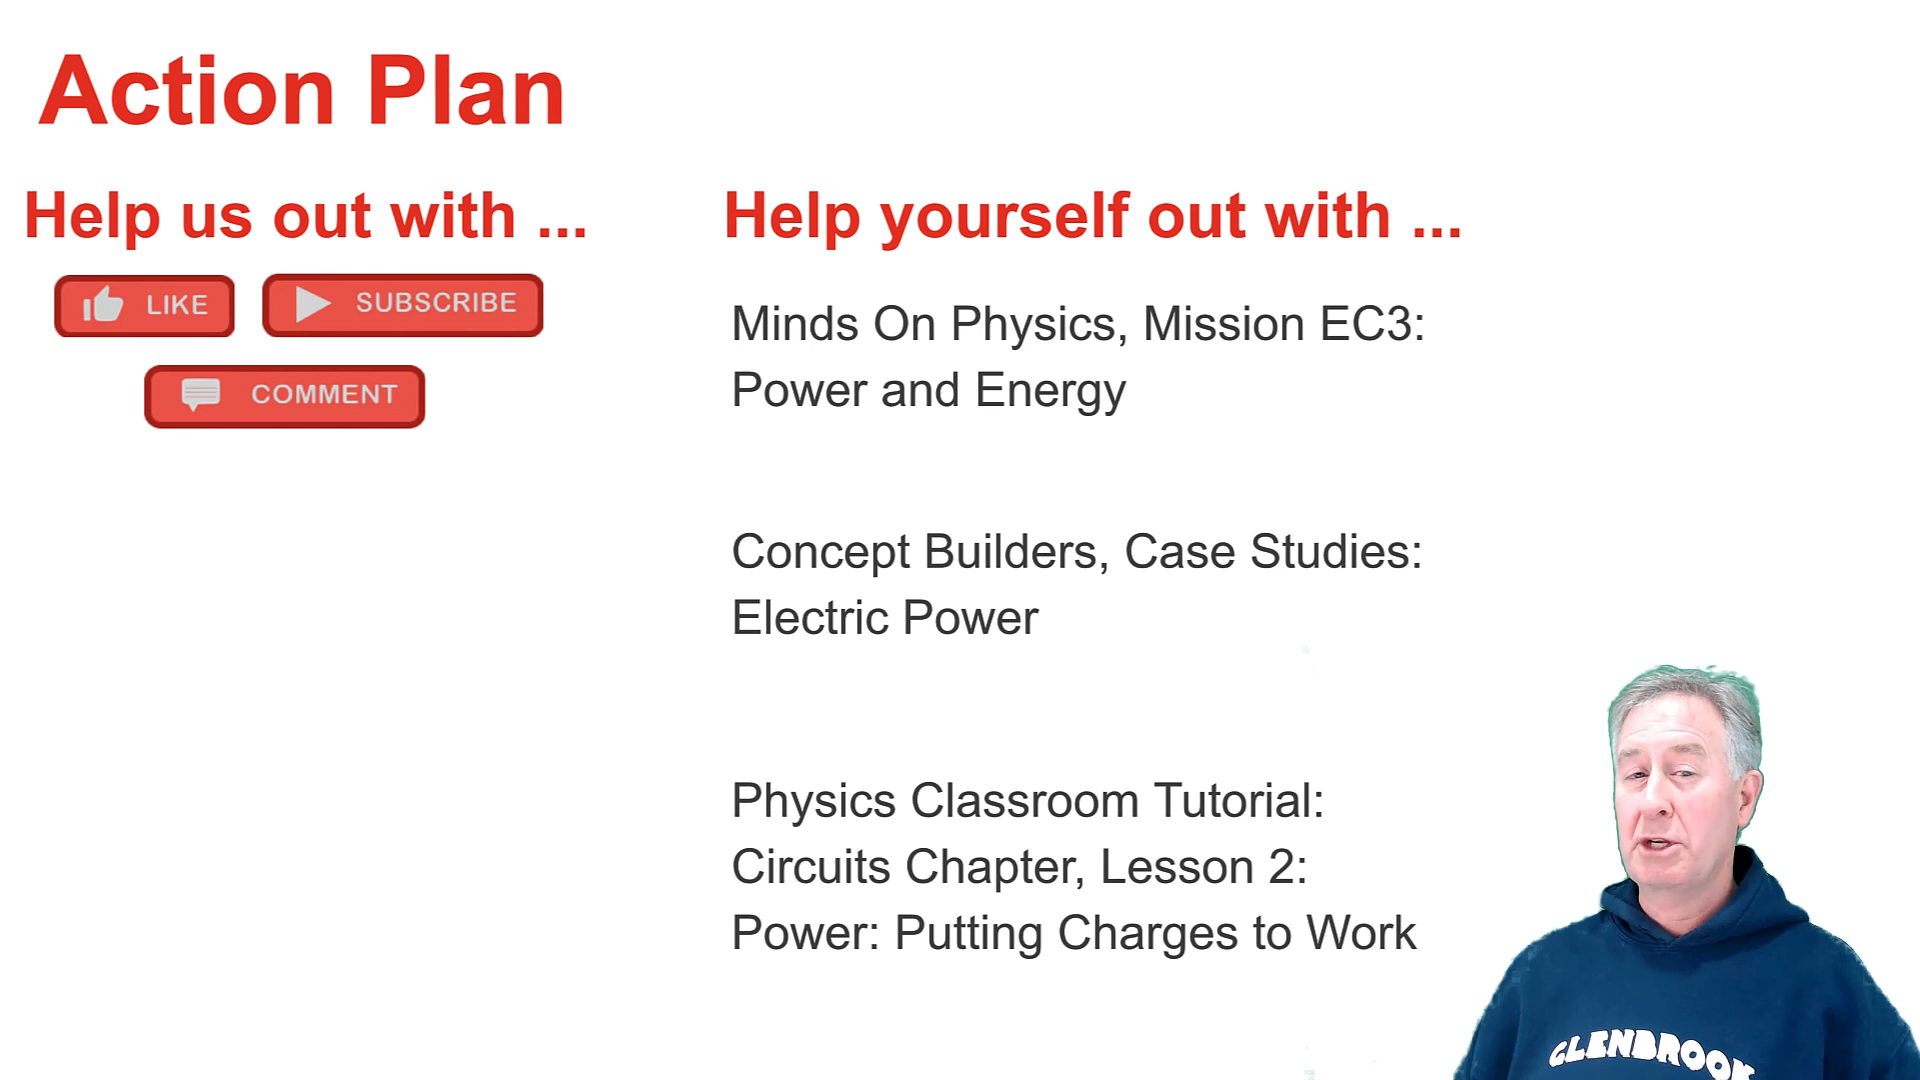 Action Plan
Help us out with ...
LIKE
SUBSCRIBE
COMMENT
Help yourself out with ...
Minds On Physics, Mission EC3:
Power and Energy
Concept Builders, Case Studies:
Electric Power
Physics Classroom Tutorial:
Circuits Chapter, Lesson 2:
Power: Putting Charges to Work
GLENBROOK